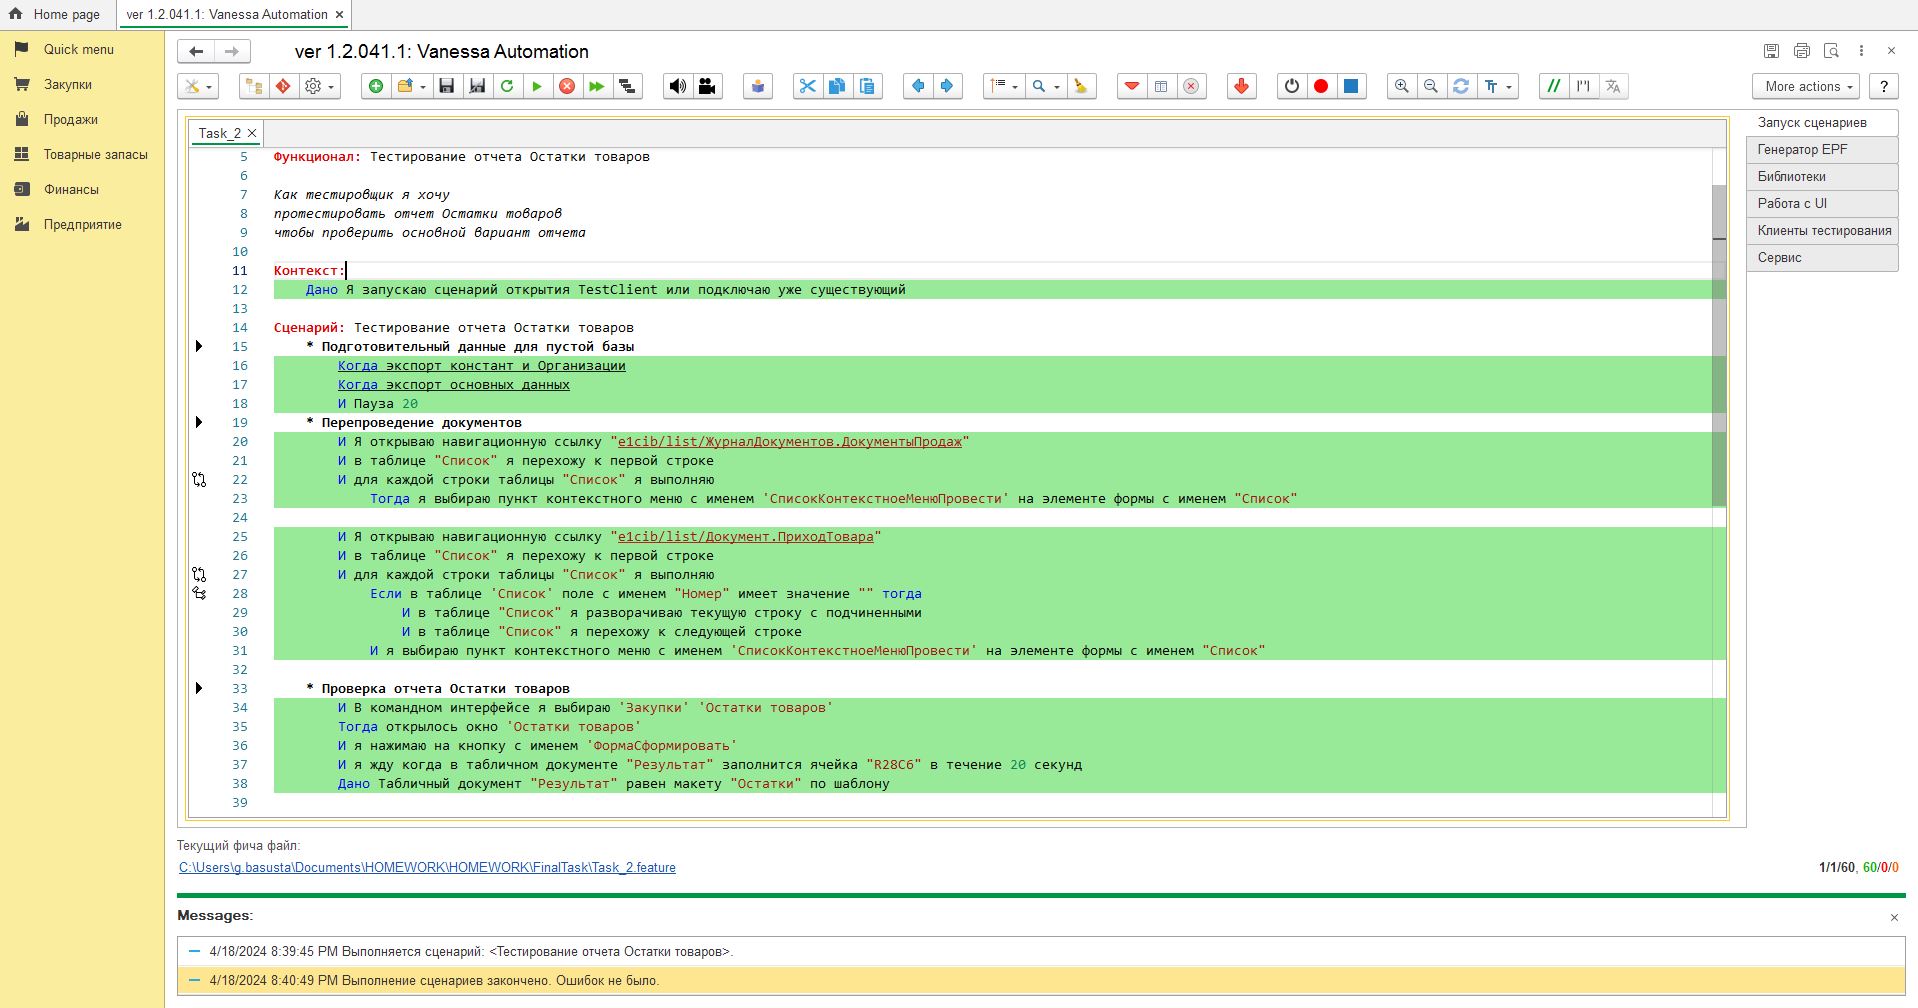 Home page
ver 1.2.041.1: Vanessa Automation
Quick menu
Закупки
Продажи
Товарные запасы
Финансы
Предприятие
ver 1.2.041.1: Vanessa Automation
More actions
?
Task_2
5 Функционал: Тестирование отчета Остатки товаров
6
7 Как тестировщик я хочу
8 протестировать отчет Остатки товаров
9 чтобы проверить основной вариант отчета
10
11 Контекст:
12 Дано Я запускаю сценарий открытия TestClient или подключаю уже существующий
13
14 Сценарий: Тестирование отчета Остатки товаров
15 * Подготовительный данные для пустой базы
16 Когда экспорт констант и Организации
17 Когда экспорт основных данных
18 И Пауза 20
19 * Перепроведение документов
20 И Я открываю навигационную ссылку "e1cib/list/ЖурналДокументов.ДокументыПродаж"
21 И в таблице "Список" я перехожу к первой строке
22 И для каждой строки таблицы "Список" я выполняю
23 Тогда я выбираю пункт контекстного меню с именем 'СписокКонтекстноеМенюПровести' на элементе формы с именем "Список"
24
25 И Я открываю навигационную ссылку "e1cib/list/Документ.ПриходТовара"
26 И в таблице "Список" я перехожу к первой строке
27 И для каждой строки таблицы "Список" я выполняю
28 Если в таблице 'Список' поле с именем "Номер" имеет значение "" тогда
29 И в таблице "Список" я разворачиваю текущую строку с подчиненными
30 И в таблице "Список" я перехожу к следующей строке
31 И я выбираю пункт контекстного меню с именем 'СписокКонтекстноеМенюПровести' на элементе формы с именем "Список"
32
33 * Проверка отчета Остатки товаров
34 И В командном интерфейсе я выбираю 'Закупки' 'Остатки товаров'
35 Тогда открылось окно 'Остатки товаров'
36 И я нажимаю на кнопку с именем 'ФормаСформировать'
37 И я жду когда в табличном документе "Результат" заполнится ячейка "R28C6" в течение 20 секунд
38 Дано Табличный документ "Результат" равен макету "Остатки" по шаблону
39
Запуск сценариев
Генератор EPF
Библиотеки
Работа с UI
Клиенты тестирования
Сервис
Текущий фича файл:
C:\Users\g.basusta\Documents\HOMEWORK\HOMEWORK\FinalTask\Task_2.feature
1/1/60, 60/0/0
Messages:
4/18/2024 8:39:45 PM Выполняется сценарий: <Тестирование отчета Остатки товаров>.
4/18/2024 8:40:49 PM Выполнение сценариев закончено. Ошибок не было.